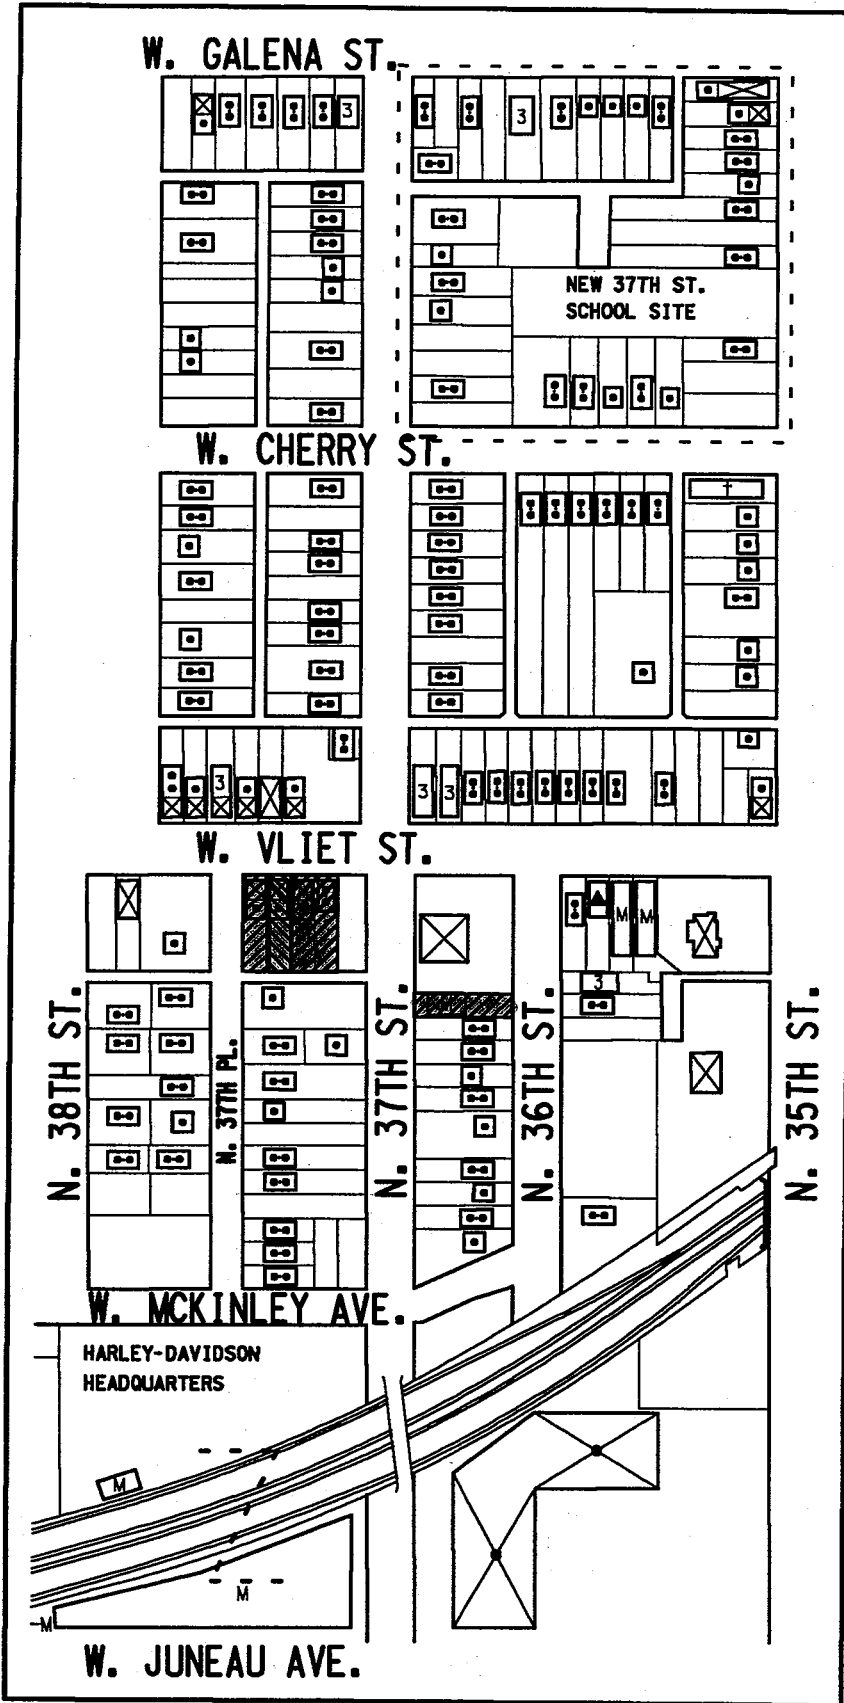 W. GALENA ST.
3
3
NEW 37TH ST.
SCHOOL SITE
W. CHERRY ST.
3
3
3
W. VLIET ST.
M
M
3
N. 38TH ST.
N. 37TH PL.
N. 37TH ST.
N. 36TH ST.
N. 35TH ST.
W. MCKINLEY AVE.
HARLEY-DAVIDSON
HEADQUARTERS
M
M
M
W. JUNEAU AVE.